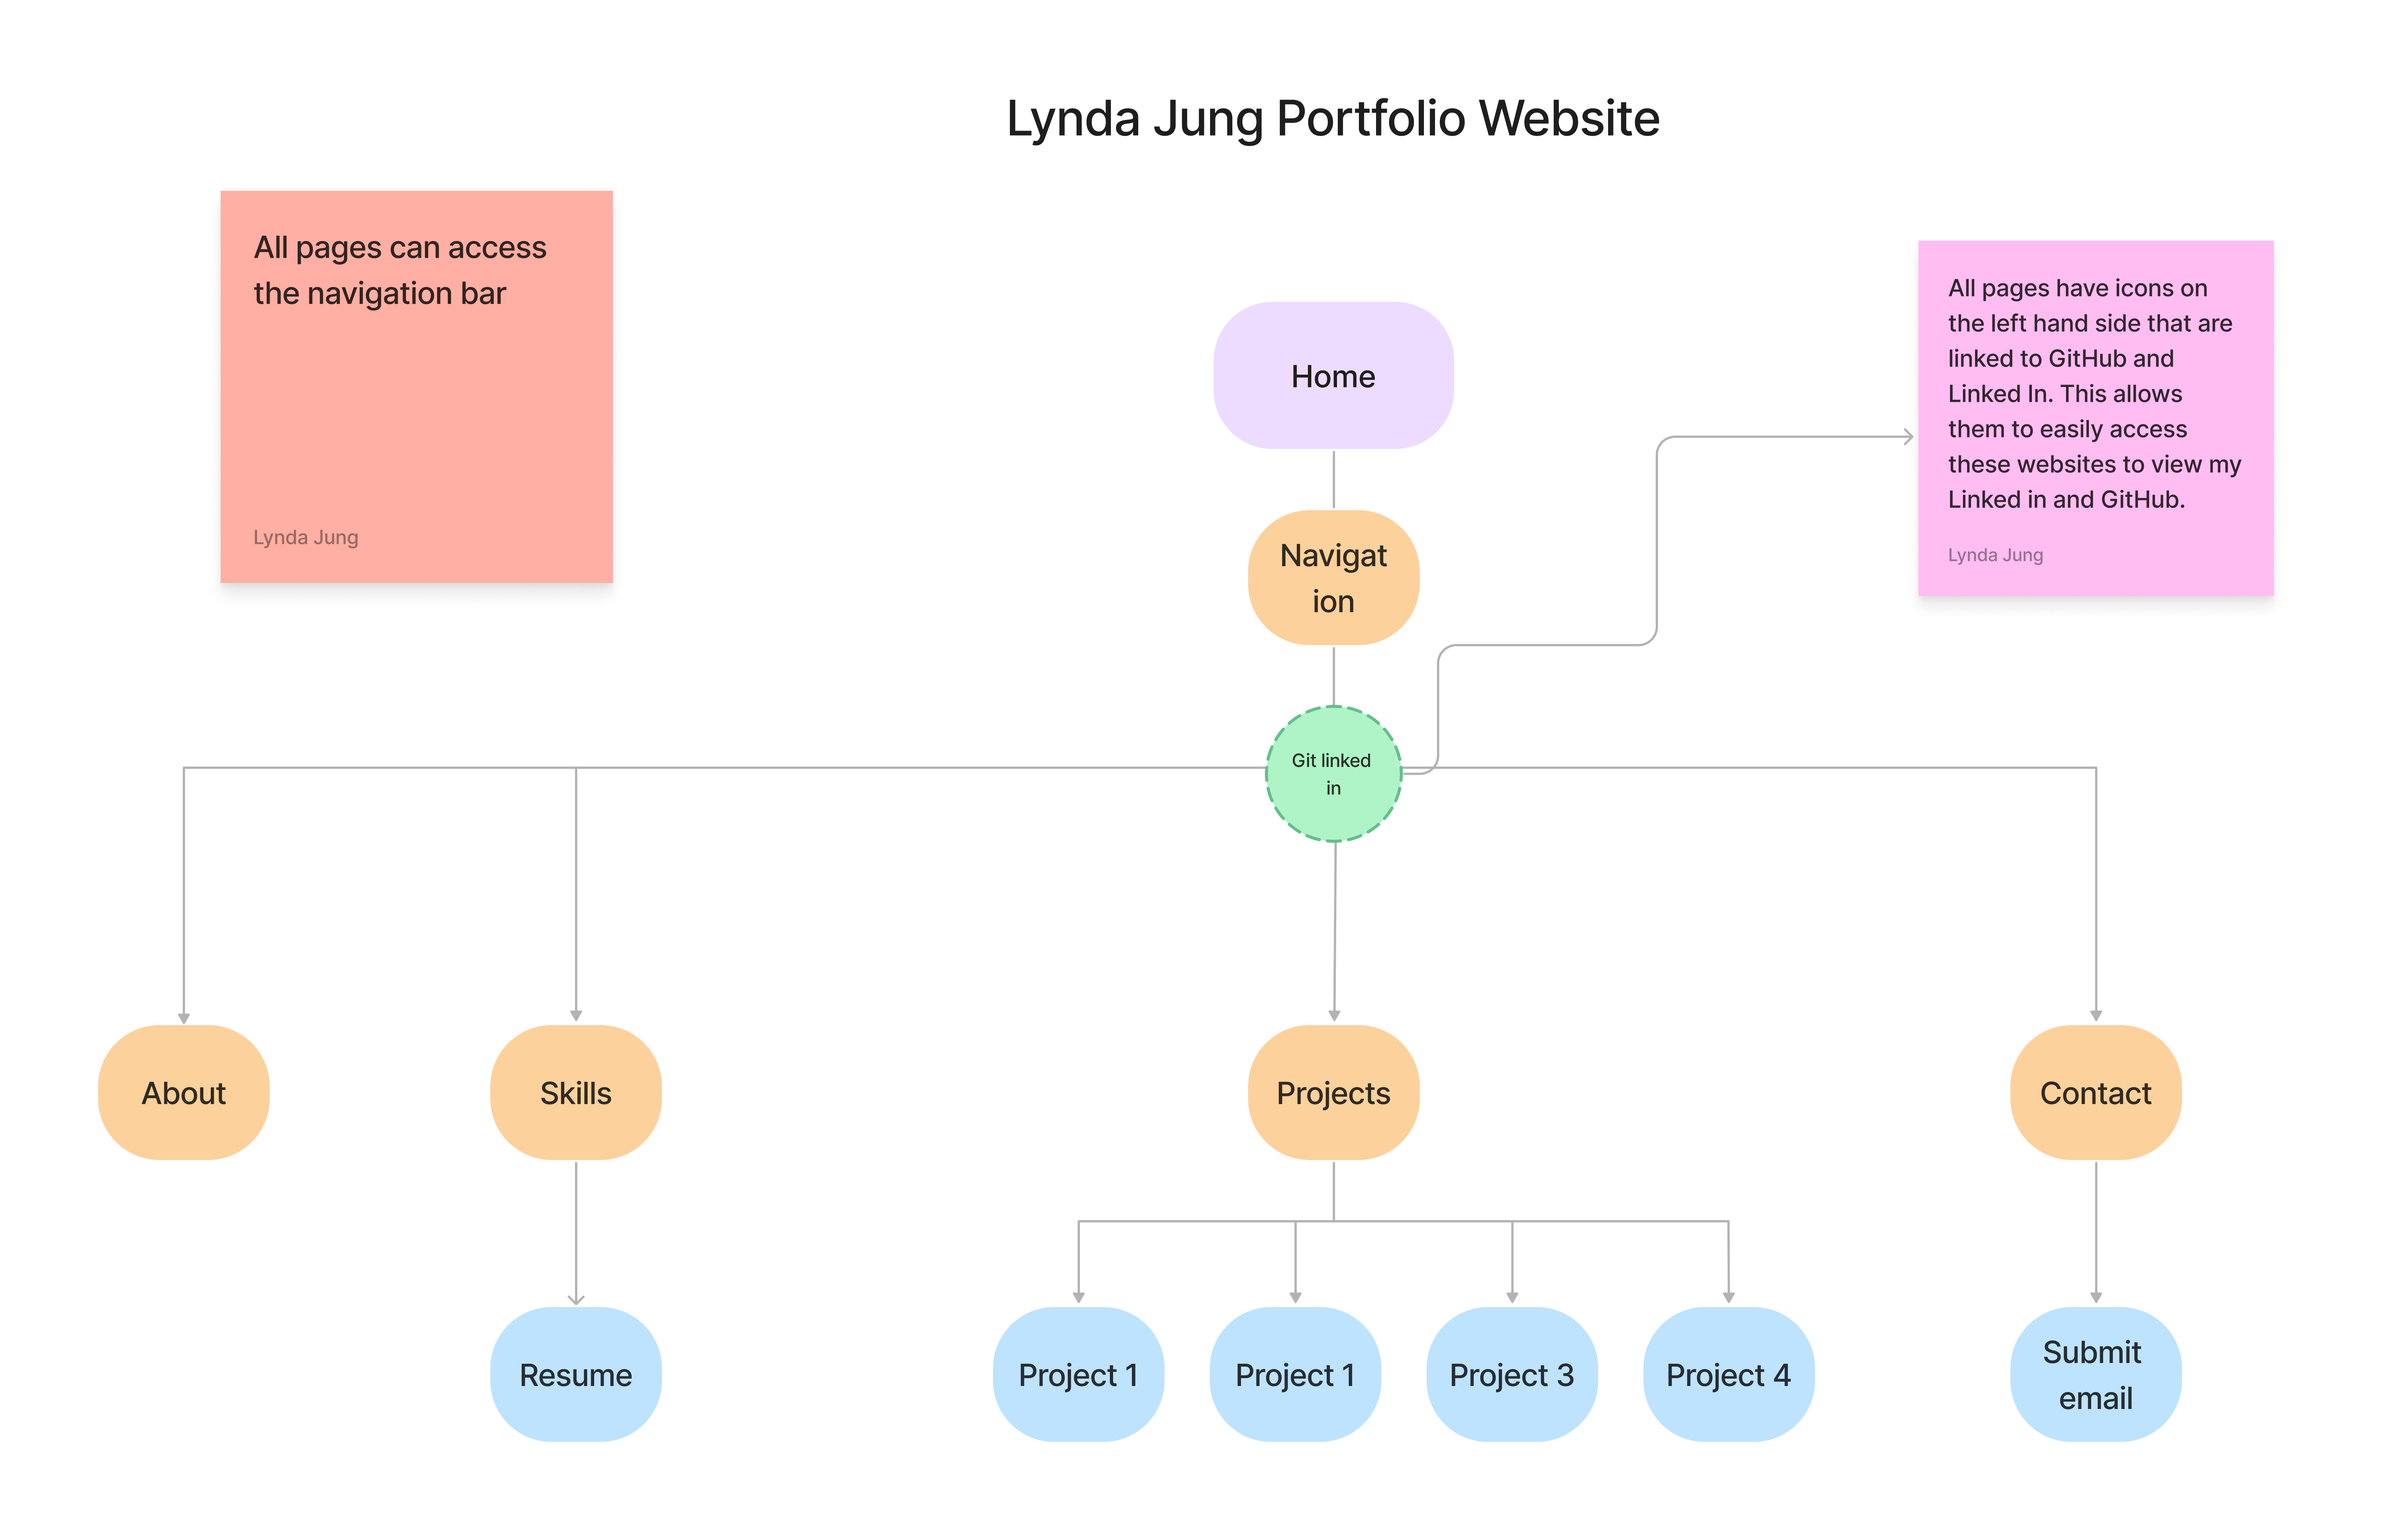 Lynda Jung Portfolio Website
All pages can access
the navigation bar
Lynda Jung
All pages have icons on
the left hand side that are
linked to GitHub and
Linked In. This allows
them to easily access
these websites to view my
Linked in and GitHub.
Lynda Jung
Home
Navigat
ion
Git linked
in
About
Skills
Projects
Contact
Resume
Project 1
Project 1
Project 3
Project 4
Submit
email